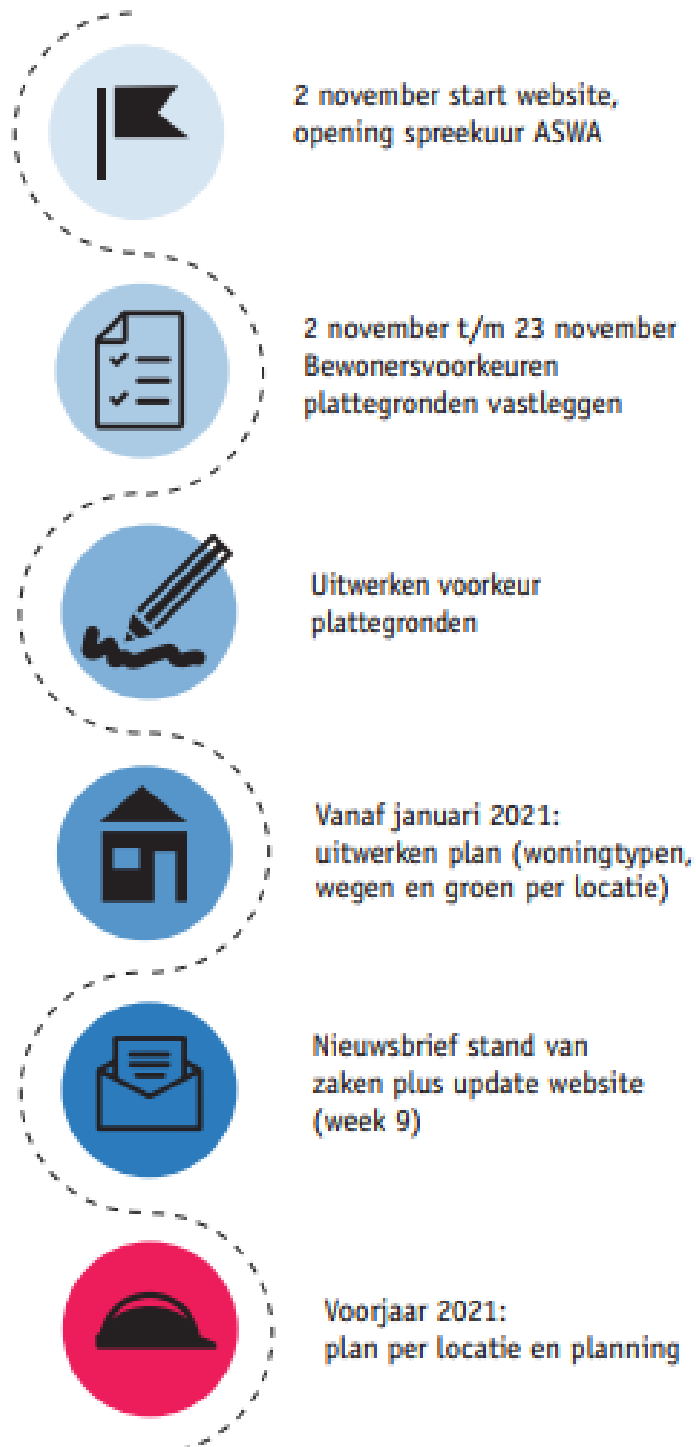 2 november start website,
opening spreekuur ASWA
2 november t/m 23 november
Bewonersvoorkeuren
plattegronden vastleggen
Uitwerken voorkeur
plattegronden
Vanaf januari 2021:
uitwerken plan (woningtypen,
wegen en groen per locatie)
Nieuwsbrief stand van
zaken plus update website
(week 9)
Voorjaar 2021:
plan per locatie en planning